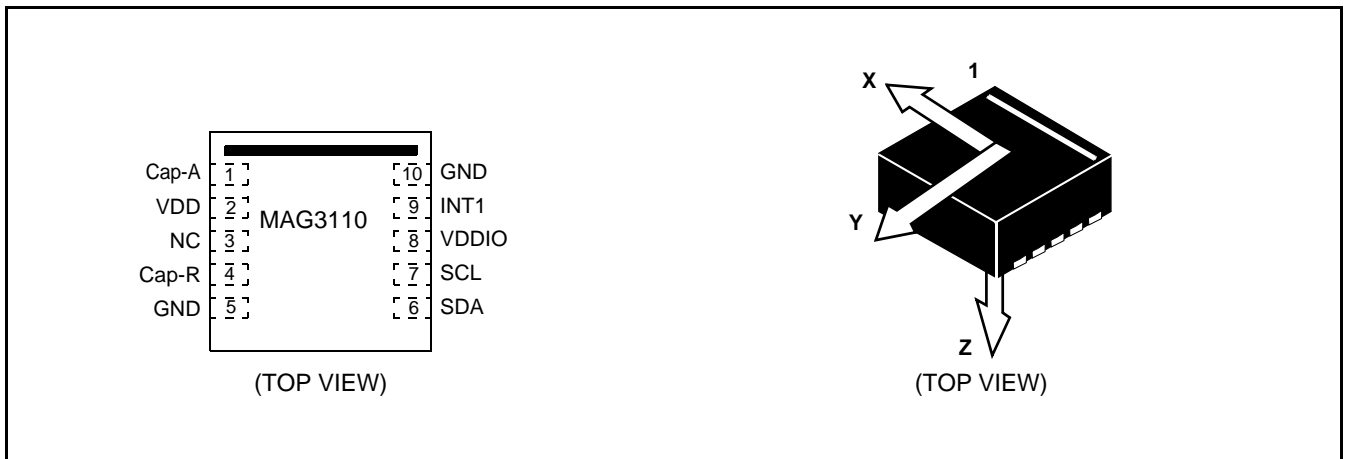 Cap-A 1 10 GND
VDD 2 MAG3110 9 INT1
NC 3 8 VDDIO
Cap-R 4 7 SCL
GND 5 6 SDA
(TOP VIEW)
1
X
Y
Z
(TOP VIEW)